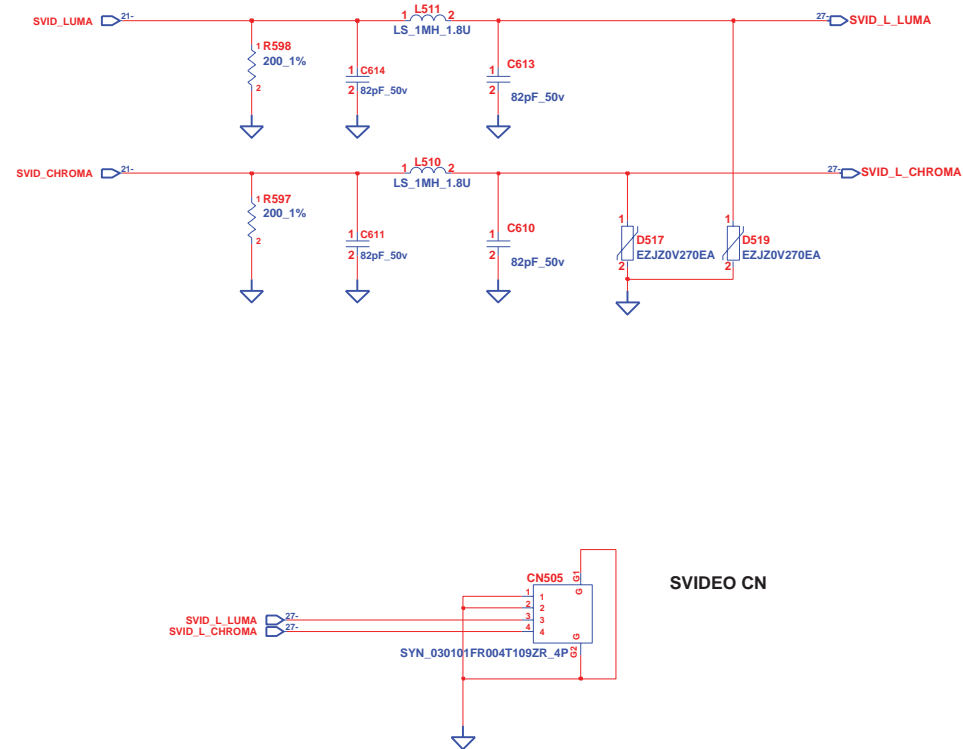 SVID_LUMA 21- 1 L511 2 27- SVID_L_LUMA
LS_1MH_1.8U
1 R598
200_1%
2
1 C614
2 82pF_50v
1 C613
2 82pF_50v
SVID_CHROMA 21- 1 L510 2 27- SVID_L_CHROMA
LS_1MH_1.8U
1 R597
200_1%
2
1 C611
2 82pF_50v
1 C610
2 82pF_50v
1 D517
EZJZ0V270EA
2
1 D519
EZJZ0V270EA
2
CN505 G1
G
SVIDEO CN
1 1
2 2
SVID_L_LUMA 27- 3 3
SVID_L_CHROMA 27- 4 4
G
G2
SYN_030101FR004T109ZR_4P